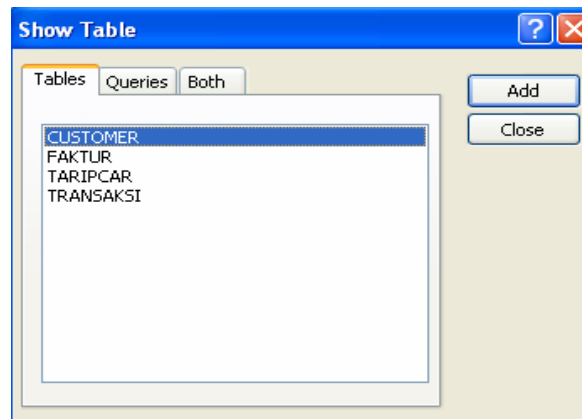 Show Table
Tables Queries Both
Add
Close
CUSTOMER
FAKTUR
TARIPCAR
TRANSAKSI